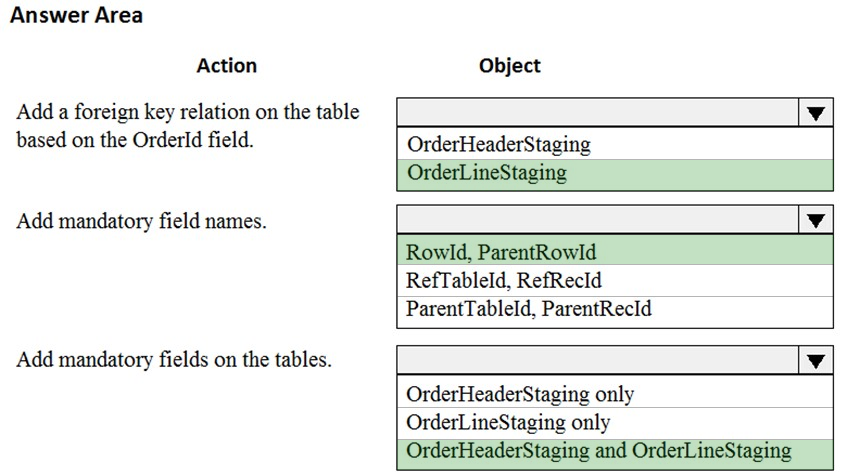 Answer Area
Action Object
Add a foreign key relation on the table
based on the OrderId field.
OrderHeaderStaging
OrderLineStaging
Add mandatory field names.
RowId, ParentRowId
RefTableId, RefRecId
ParentTableId, ParentRecId
Add mandatory fields on the tables.
OrderHeaderStaging only
OrderLineStaging only
OrderHeaderStaging and OrderLineStaging